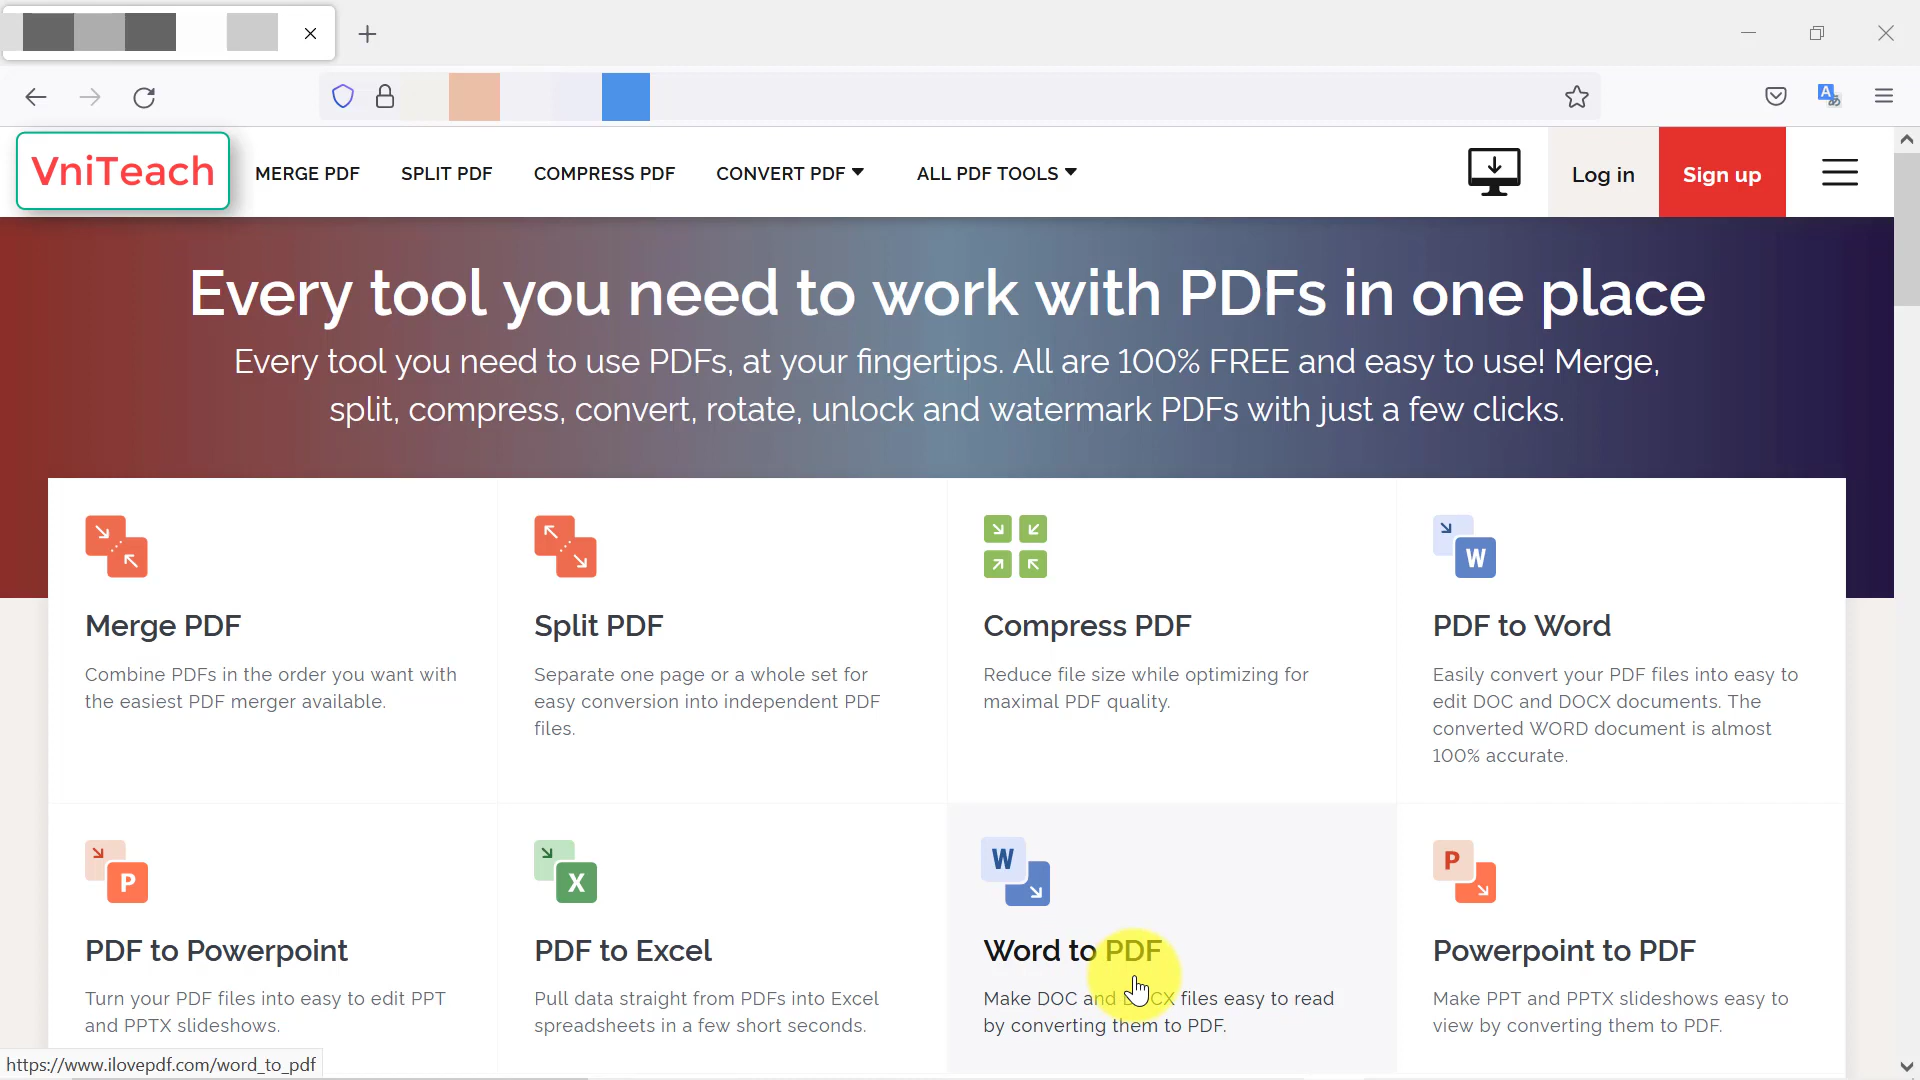 VniTeach
MERGE PDF
SPLIT PDF
COMPRESS PDF
CONVERT PDF
ALL PDF TOOLS
Log in
Sign up
Every tool you need to work with PDFs in one place
Every tool you need to use PDFs, at your fingertips. All are 100% FREE and easy to use! Merge,
split, compress, convert, rotate, unlock and watermark PDFs with just a few clicks.
Merge PDF
Combine PDFs in the order you want with
the easiest PDF merger available.
Split PDF
Separate one page or a whole set for
easy conversion into independent PDF
files.
Compress PDF
Reduce file size while optimizing for
maximal PDF quality.
W
PDF to Word
Easily convert your PDF files into easy to
edit DOC and DOCX documents. The
converted WORD document is almost
100% accurate.
P
PDF to Powerpoint
Turn your PDF files into easy to edit PPT
and PPTX slideshows.
X
PDF to Excel
Pull data straight from PDFs into Excel
spreadsheets in a few short seconds.
W
Word to PDF
Make DOC and DOCX files easy to read
by converting them to PDF.
P
Powerpoint to PDF
Make PPT and PPTX slideshows easy to
view by converting them to PDF.
https://www.ilovepdf.com/word_to_pdf